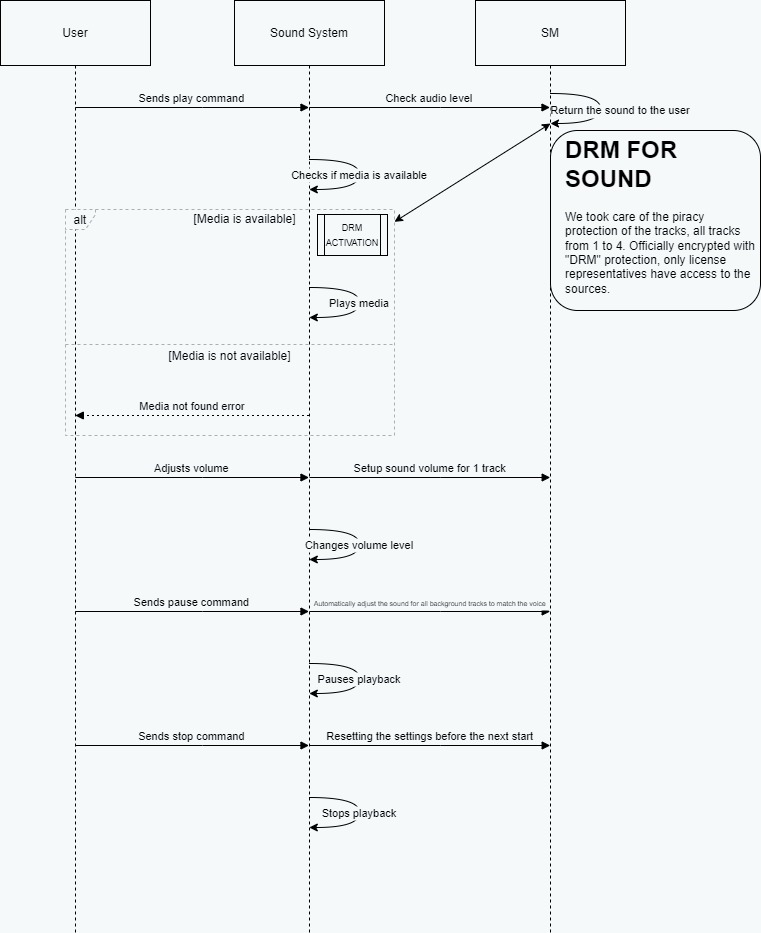 User
Sound System
SM
Sends play command
Check audio level
Return the sound to the user
DRM FOR
SOUND
We took care of the piracy
protection of the tracks, all tracks
from 1 to 4. Officially encrypted with
"DRM" protection, only license
representatives have access to the
sources.
Checks if media is available
alt
[Media is available]
DRM
ACTIVATION
Plays media
[Media is not available]
Media not found error
Adjusts volume
Setup sound volume for 1 track
Changes volume level
Sends pause command
Automatically adjust the sound for all background tracks to match the voice
Pauses playback
Sends stop command
Resetting the settings before the next start
Stops playback